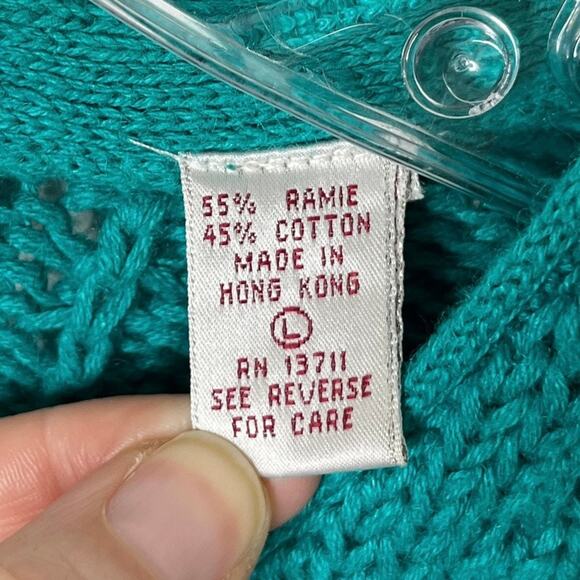 55% RAMIE
45% COTTON
MADE IN
HONG KONG
L
RN 13711
SEE REVERSE
FOR CARE